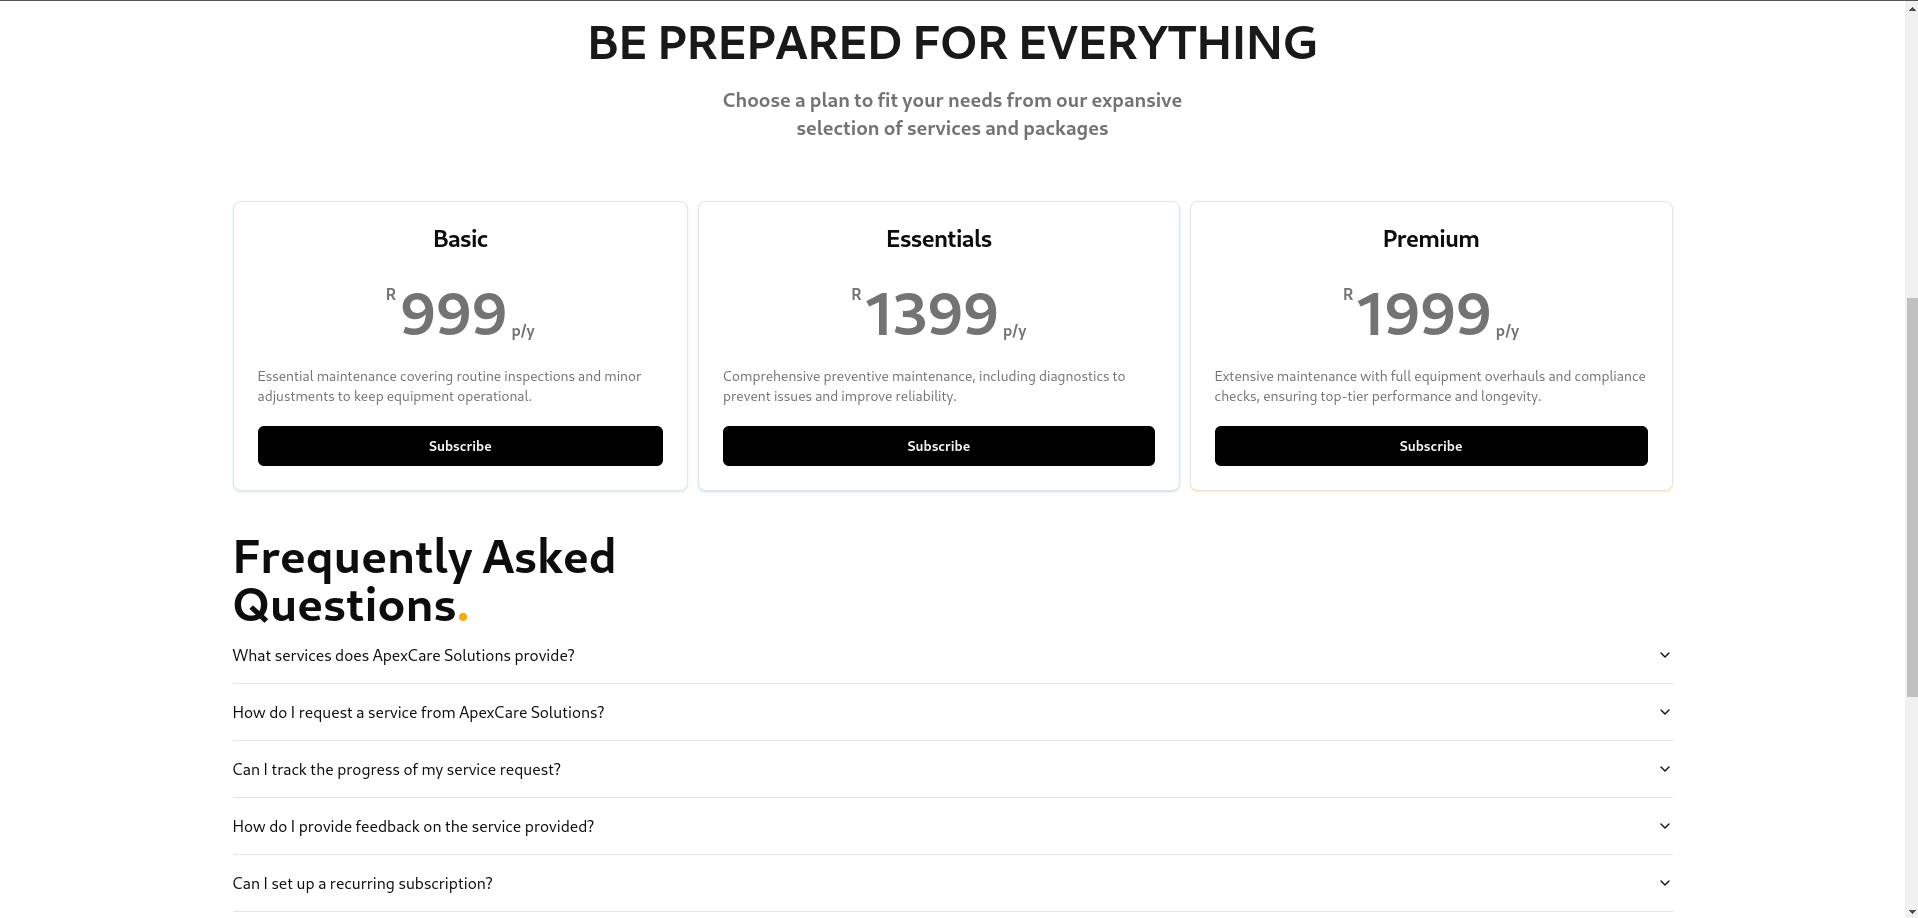 BE PREPARED FOR EVERYTHING
Choose a plan to fit your needs from our expansive
selection of services and packages
Basic
R 999 p/y
Essential maintenance covering routine inspections and minor
adjustments to keep equipment operational.
Subscribe
Essentials
R 1399 p/y
Comprehensive preventive maintenance, including diagnostics to
prevent issues and improve reliability.
Subscribe
Premium
R 1999 p/y
Extensive maintenance with full equipment overhauls and compliance
checks, ensuring top-tier performance and longevity.
Subscribe
Frequently Asked
Questions.
What services does ApexCare Solutions provide?
How do I request a service from ApexCare Solutions?
Can I track the progress of my service request?
How do I provide feedback on the service provided?
Can I set up a recurring subscription?